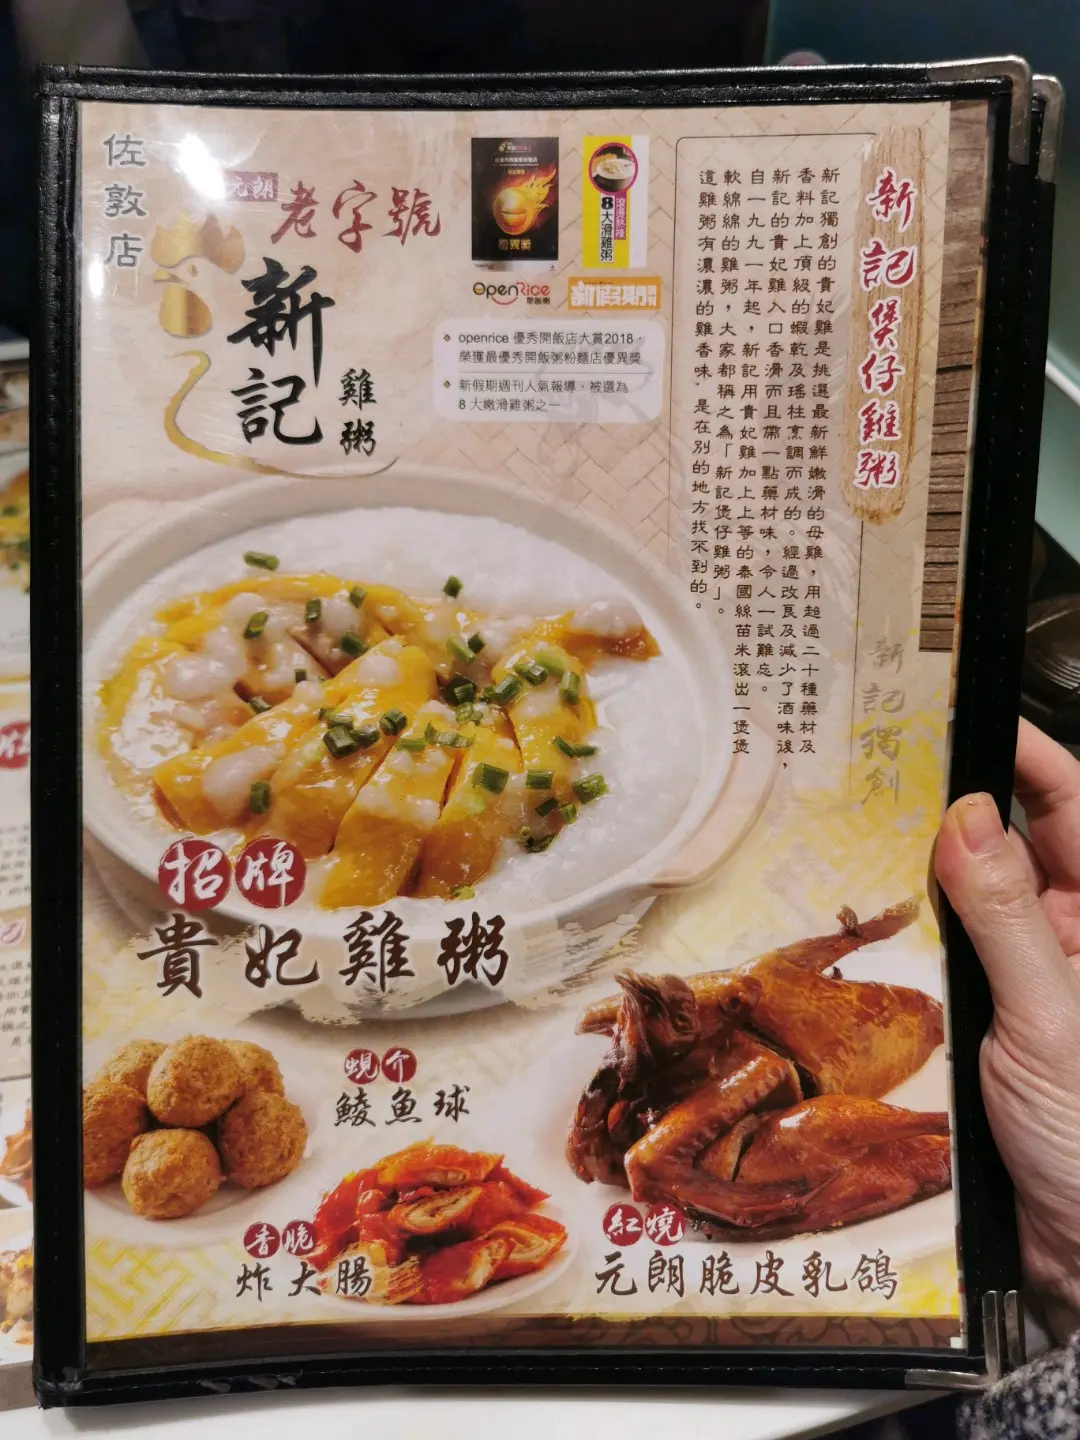 佐敦店
元朗
老字號
新記
雞粥
優異獎
滾海熱辣
8大滑雞粥
OpenRice
開飯喇
新假期
openrice 優秀開飯店大賞2018，
榮獲最優秀開飯粥粉麵店優異獎
新假期週刊人氣報導，被選為
8 大嫩滑雞粥之一
新記煲仔雞粥
新記獨創
新記獨創的貴妃雞是挑選最新鮮嫩滑的母雞，用超過二十種藥材及
香料加上頂級的蝦乾及瑤柱烹調而成的。經過改良及減少了酒味後，
新記的貴妃雞入口香滑而且帶一點藥材味，令人一試難忘。
自一九九一年起，新記用貴妃雞加上上等的泰國絲苗米滾出一煲煲
軟綿綿的雞粥，大家都稱之為「新記煲仔雞粥」。
這雞粥有濃濃的雞香味，是在別的地方找不到的。
招牌
貴妃雞粥
蜆介
鯪魚球
香脆
炸大腸
紅燒
元朗脆皮乳鴿